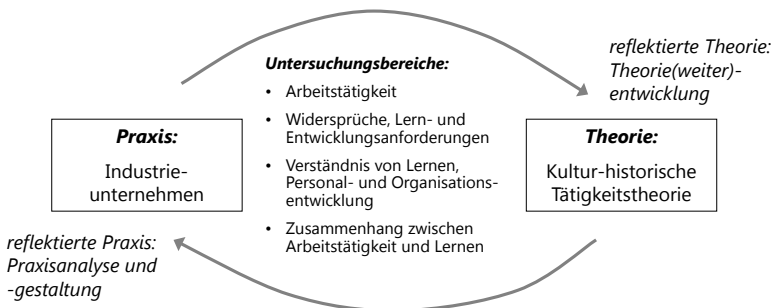 reflektierte Theorie:
Theorie(weiter)-
entwicklung
Untersuchungsbereiche:
• Arbeitstätigkeit
• Widersprüche, Lern- und
Entwicklungsanforderungen
• Verständnis von Lernen,
Personal- und Organisations-
entwicklung
• Zusammenhang zwischen
Arbeitstätigkeit und Lernen
Praxis:
Industrie-
unternehmen
Theorie:
Kultur-historische
Tätigkeitstheorie
reflektierte Praxis:
Praxisanalyse und
-gestaltung